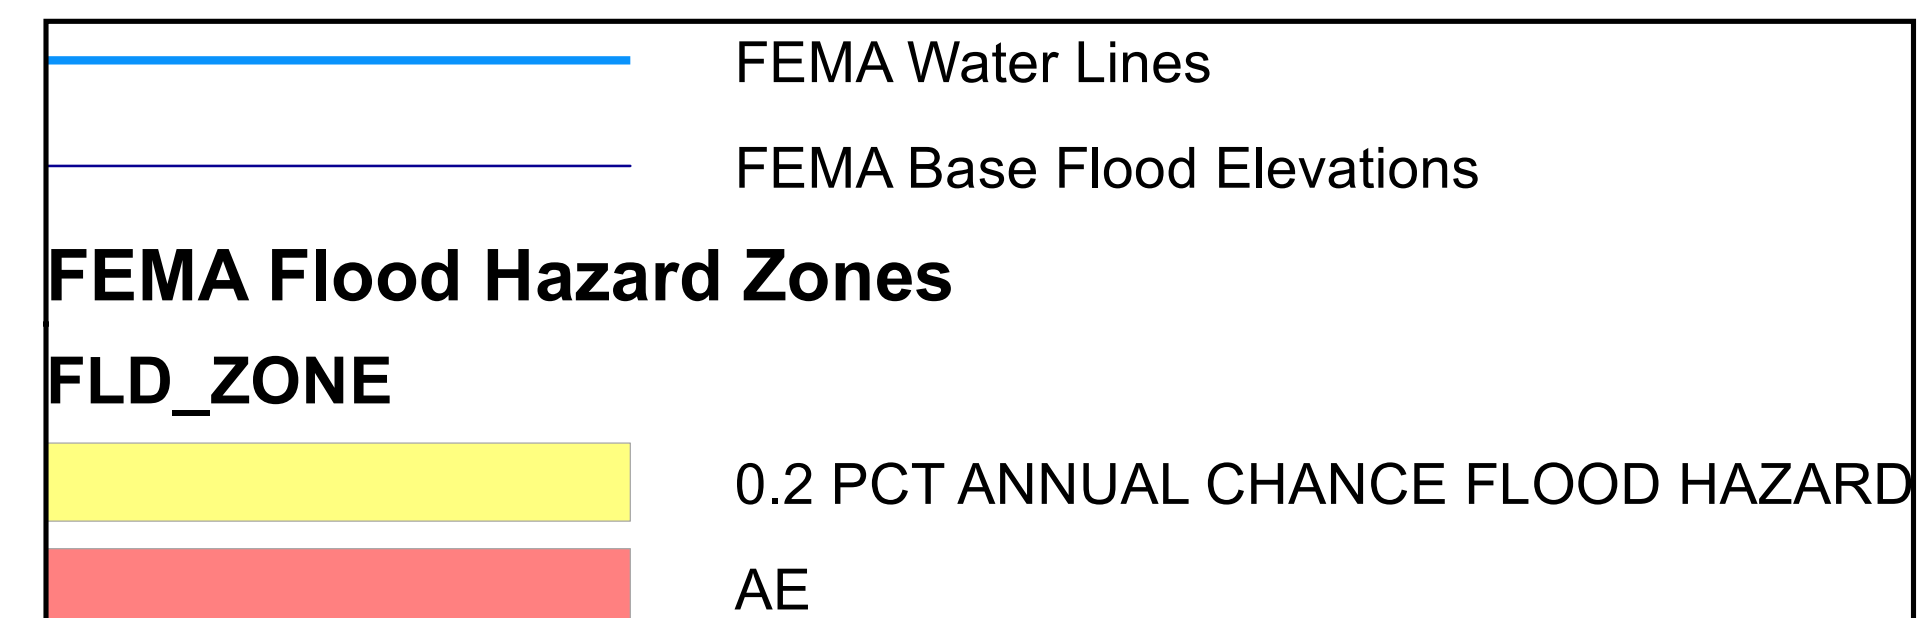 FEMA Water Lines
FEMA Base Flood Elevations
FEMA Flood Hazard Zones
FLD_ZONE
0.2 PCT ANNUAL CHANCE FLOOD HAZARD
AE